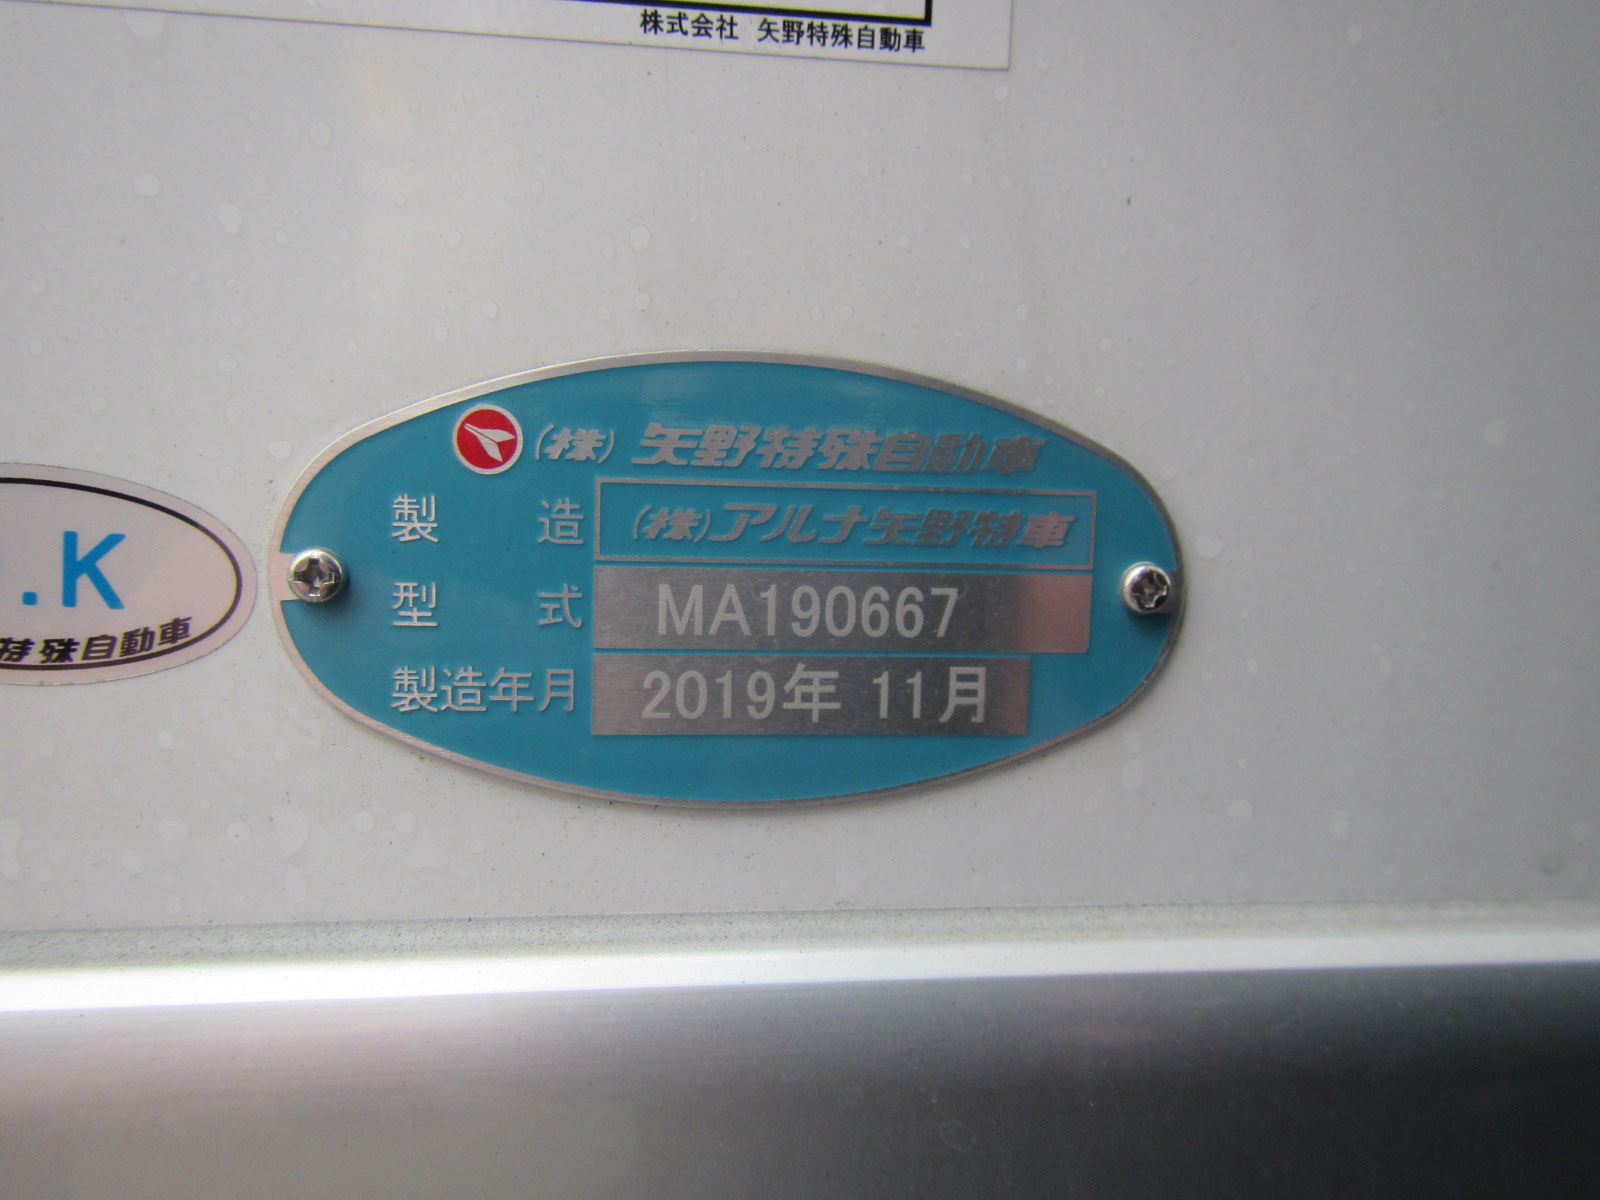 株式会社 矢野特殊自動車
(株) 矢野特殊自動車
製造 (株)アルナ矢野特車
型式 MA190667
製造年月 2019年 11月
.K
特殊自動車